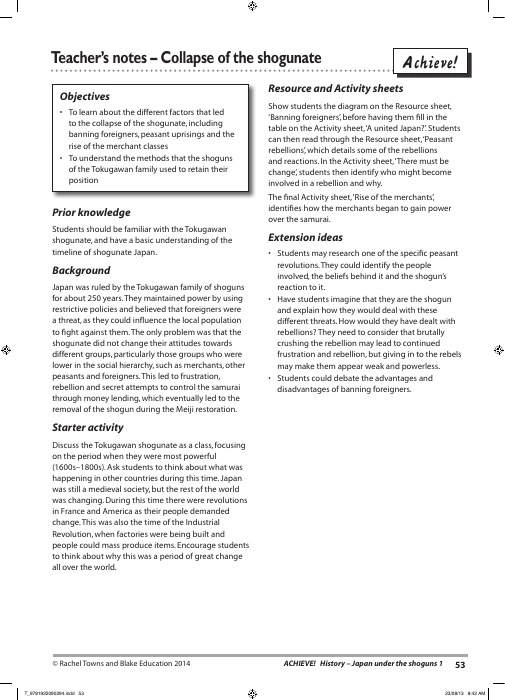 Teacher's notes – Collapse of the shogunate
Achieve!
Objectives
• To learn about the different factors that led
to the collapse of the shogunate, including
banning foreigners, peasant uprisings and the
rise of the merchant classes
• To understand the methods that the shoguns
of the Tokugawan family used to retain their
position
Prior knowledge
Students should be familiar with the Tokugawan
shogunate, and have a basic understanding of the
timeline of shogunate Japan.
Background
Japan was ruled by the Tokugawan family of shoguns
for about 250 years. They maintained power by using
restrictive policies and believed that foreigners were
a threat, as they could influence the local population
to fight against them. The only problem was that the
shogunate did not change their attitudes towards
different groups, particularly those groups who were
lower in the social hierarchy, such as merchants, other
peasants and foreigners. This led to frustration,
rebellion and secret attempts to control the samurai
through money lending, which eventually led to the
removal of the shogun during the Meiji restoration.
Starter activity
Discuss the Tokugawan shogunate as a class, focusing
on the period when they were most powerful
(1600s–1800s). Ask students to think about what was
happening in other countries during this time. Japan
was still a medieval society, but the rest of the world
was changing. During this time there were revolutions
in France and America as their people demanded
change. This was also the time of the Industrial
Revolution, when factories were being built and
people could mass produce items. Encourage students
to think about why this was a period of great change
all over the world.
Resource and Activity sheets
Show students the diagram on the Resource sheet,
'Banning foreigners', before having them fill in the
table on the Activity sheet, 'A united Japan?'. Students
can then read through the Resource sheet, 'Peasant
rebellions', which details some of the rebellions
and reactions. In the Activity sheet, 'There must be
change', students then identify who might become
involved in a rebellion and why.
The final Activity sheet, 'Rise of the merchants',
identifies how the merchants began to gain power
over the samurai.
Extension ideas
• Students may research one of the specific peasant
revolutions. They could identify the people
involved, the beliefs behind it and the shogun's
reaction to it.
• Have students imagine that they are the shogun
and explain how they would deal with these
different threats. How would they have dealt with
rebellions? They need to consider that brutally
crushing the rebellion may lead to continued
frustration and rebellion, but giving in to the rebels
may make them appear weak and powerless.
• Students could debate the advantages and
disadvantages of banning foreigners.
© Rachel Towns and Blake Education 2014
ACHIEVE! History – Japan under the shoguns 1 53
T_9781922090294.indd 53
23/08/13 8:42 AM